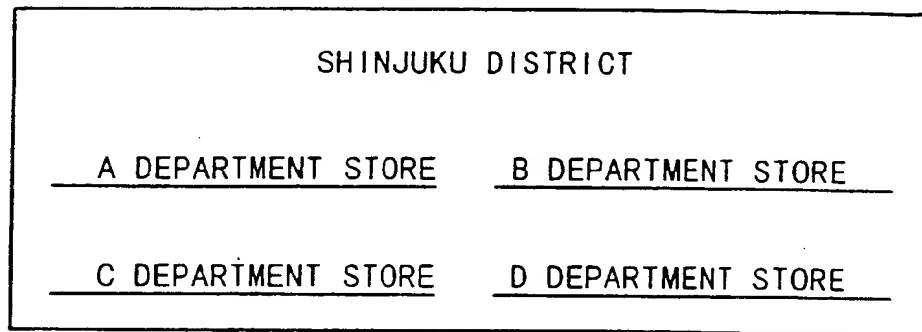 SHINJUKU DISTRICT
A DEPARTMENT STORE B DEPARTMENT STORE
C DEPARTMENT STORE D DEPARTMENT STORE